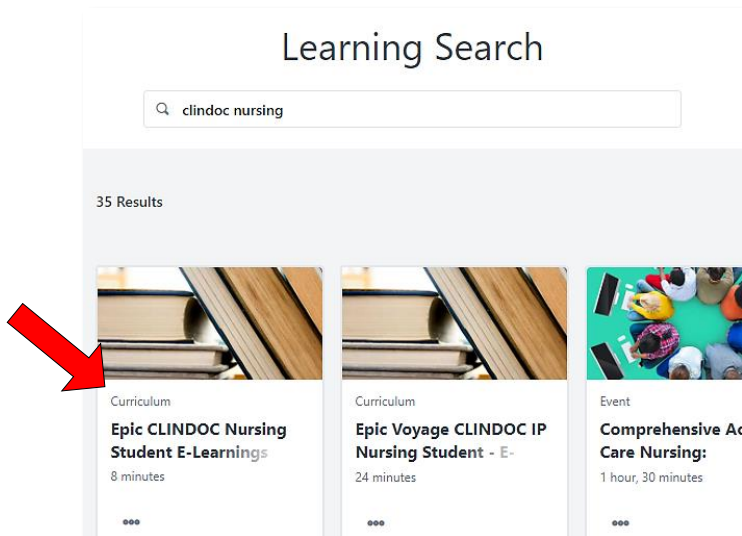 Learning Search
clindoc nursing
35 Results
Curriculum
Epic CLINDOC Nursing
Student E-Learnings
8 minutes
Curriculum
Epic Voyage CLINDOC IP
Nursing Student - E-
24 minutes
Event
Comprehensive Ac
Care Nursing:
1 hour, 30 minutes